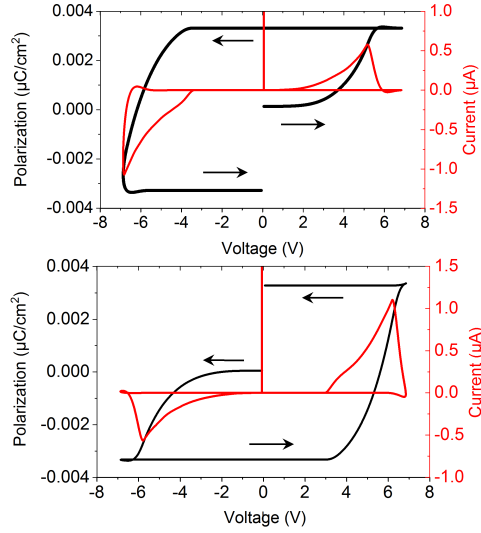 0.004
0.002
0.000
-0.002
-0.004
Polarization (µC/cm²)
1.5
1.0
0.5
0.0
-0.5
-1.0
-1.5
Current (µA)
-8 -6 -4 -2 0 2 4 6 8
Voltage (V)
0.004
0.002
0.000
-0.002
-0.004
Polarization (µC/cm²)
1.5
1.0
0.5
0.0
-0.5
-1.0
Current (µA)
-8 -6 -4 -2 0 2 4 6 8
Voltage (V)